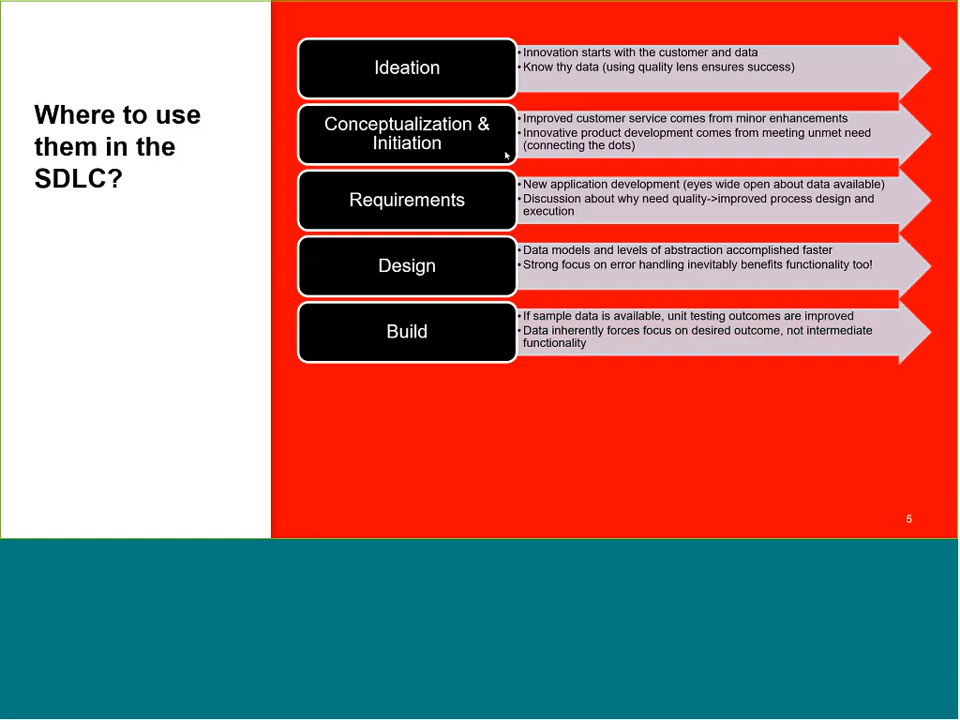 Where to use
them in the
SDLC?
Ideation
•Innovation starts with the customer and data
•Know thy data (using quality lens ensures success)
Conceptualization &
Initiation
•Improved customer service comes from minor enhancements
•Innovative product development comes from meeting unmet need
(connecting the dots)
Requirements
•New application development (eyes wide open about data available)
•Discussion about why need quality->improved process design and
execution
Design
•Data models and levels of abstraction accomplished faster
•Strong focus on error handling inevitably benefits functionality too!
Build
•If sample data is available, unit testing outcomes are improved
•Data inherently forces focus on desired outcome, not intermediate
functionality
5